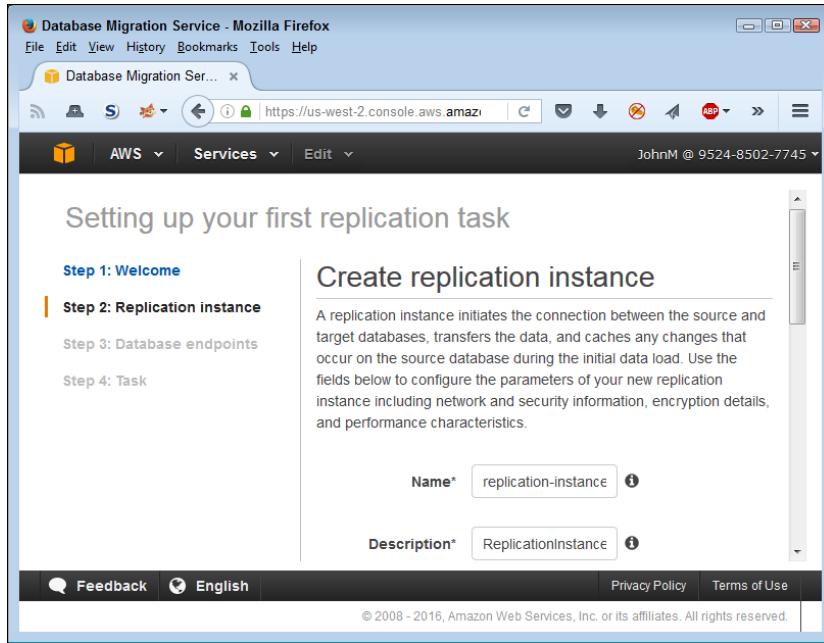 Database Migration Service - Mozilla Firefox
File Edit View History Bookmarks Tools Help
Database Migration Ser... ×
S ABP
https://us-west-2.console.aws.amaz
AWS Services Edit JohnM @ 9524-8502-7745
Setting up your first replication task
Step 1: Welcome
Step 2: Replication instance
Step 3: Database endpoints
Step 4: Task
Create replication instance
A replication instance initiates the connection between the source and
target databases, transfers the data, and caches any changes that
occur on the source database during the initial data load. Use the
fields below to configure the parameters of your new replication
instance including network and security information, encryption details,
and performance characteristics.
Name* replication-instance
Description* ReplicationInstance
Feedback English Privacy Policy Terms of Use
© 2008 - 2016, Amazon Web Services, Inc. or its affiliates. All rights reserved.